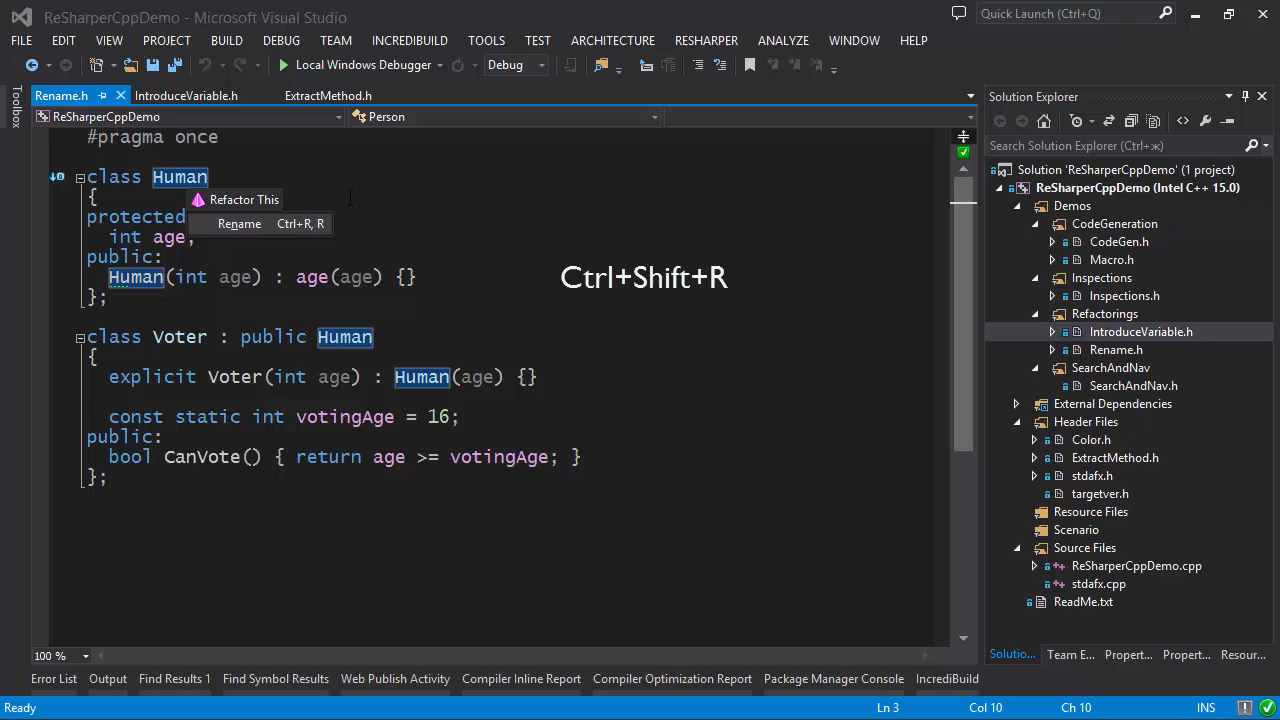 ReSharperCppDemo - Microsoft Visual Studio
Quick Launch (Ctrl+Q)
FILE EDIT VIEW PROJECT BUILD DEBUG TEAM INCREDIBUILD TOOLS TEST ARCHITECTURE RESHARPER ANALYZE WINDOW HELP
Local Windows Debugger Debug
Toolbox
Rename.h IntroduceVariable.h ExtractMethod.h
ReSharperCppDemo Person
#pragma once
class Human
{
Refactor This
protected
Rename Ctrl+R, R
int age;
public:
Human(int age) : age(age) {}
};
class Voter : public Human
{
explicit Voter(int age) : Human(age) {}
const static int votingAge = 16;
public:
bool CanVote() { return age >= votingAge; }
};
Ctrl+Shift+R
100 %
Solution Explorer
Search Solution Explorer (Ctrl+ж)
Solution 'ReSharperCppDemo' (1 project)
ReSharperCppDemo (Intel C++ 15.0)
Demos
CodeGeneration
CodeGen.h
Macro.h
Inspections
Inspections.h
Refactorings
IntroduceVariable.h
Rename.h
SearchAndNav
SearchAndNav.h
External Dependencies
Header Files
Color.h
ExtractMethod.h
stdafx.h
targetver.h
Resource Files
Scenario
Source Files
ReSharperCppDemo.cpp
stdafx.cpp
ReadMe.txt
Solutio... Team E... Propert... Propert... Resour...
Error List Output Find Results 1 Find Symbol Results Web Publish Activity Compiler Inline Report Compiler Optimization Report Package Manager Console IncrediBuild
Ready Ln 3 Col 10 Ch 10 INS